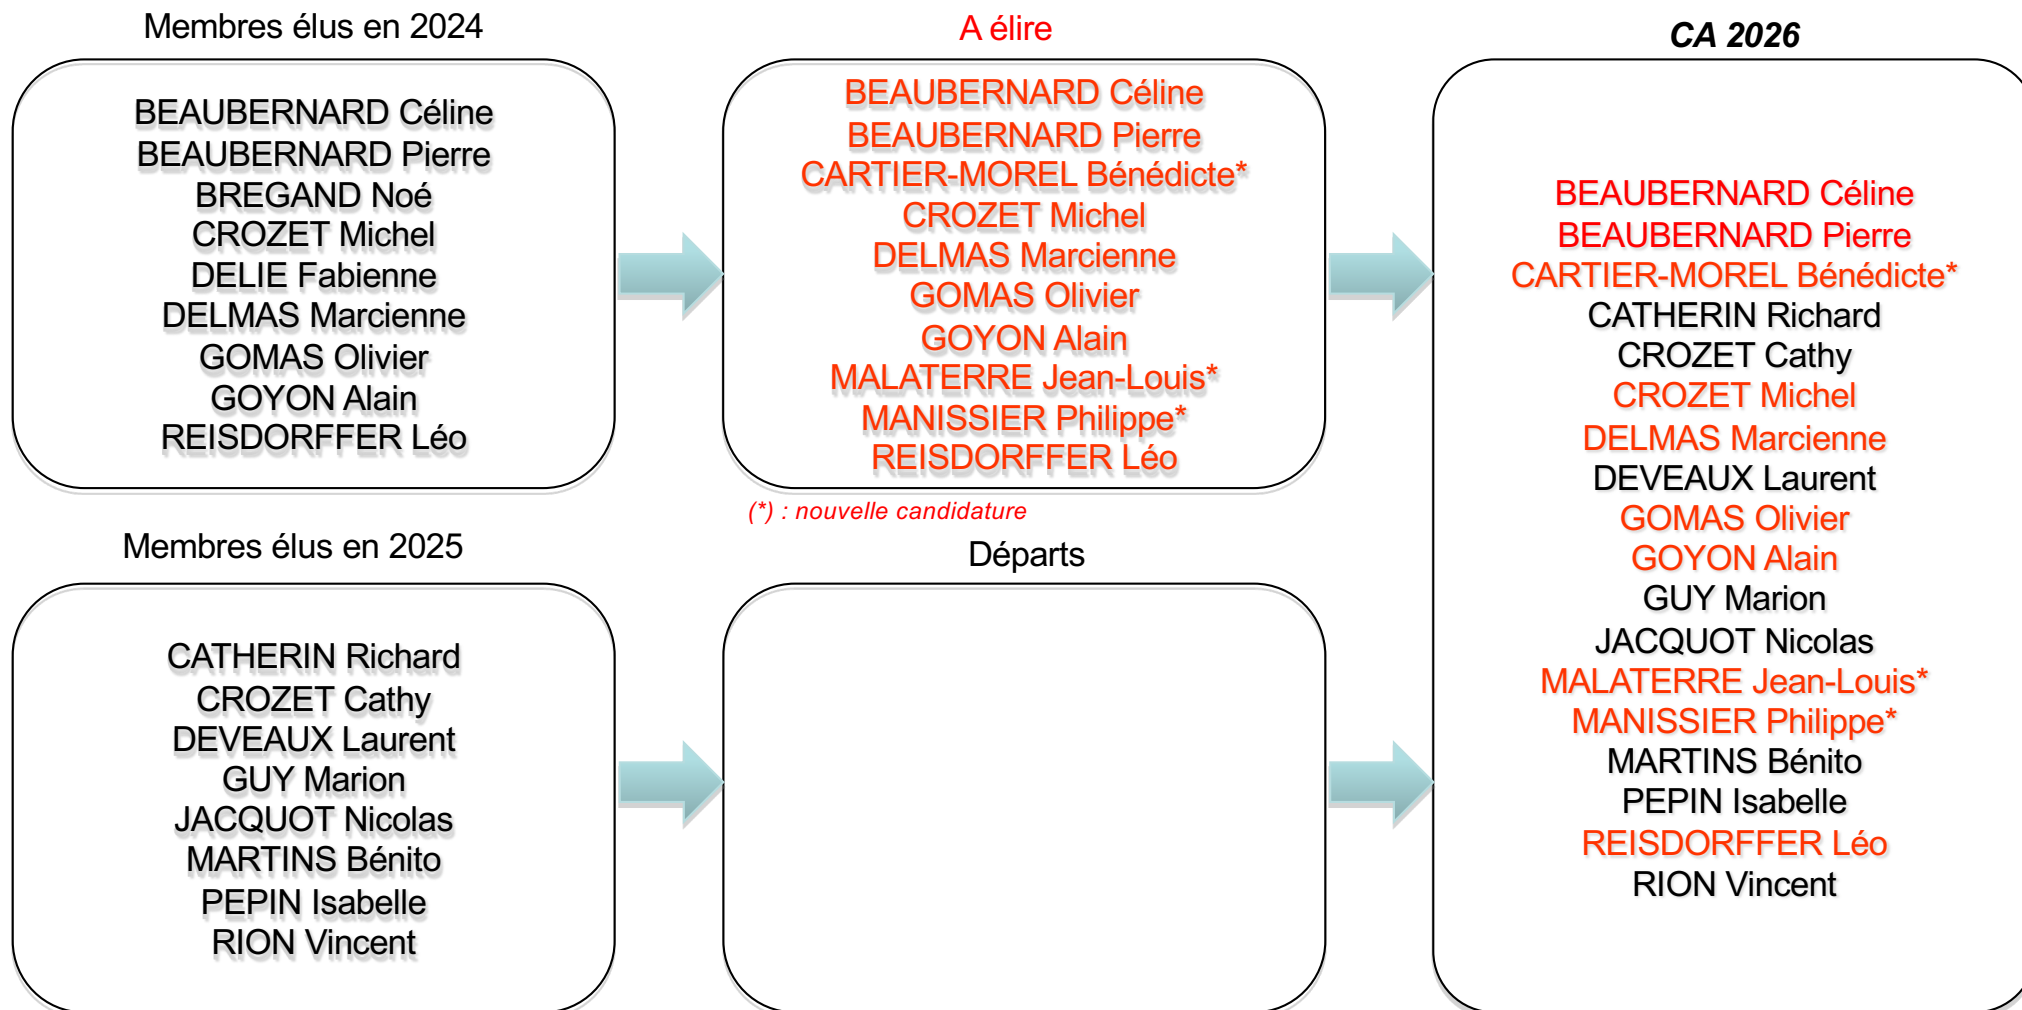 Membres élus en 2024
BEAUBERNARD Céline
BEAUBERNARD Pierre
BREGAND Noé
CROZET Michel
DELIE Fabienne
DELMAS Marcienne
GOMAS Olivier
GOYON Alain
REISDORFFER Léo
A élire
BEAUBERNARD Céline
BEAUBERNARD Pierre
CARTIER-MOREL Bénédicte*
CROZET Michel
DELMAS Marcienne
GOMAS Olivier
GOYON Alain
MALATERRE Jean-Louis*
MANISSIER Philippe*
REISDORFFER Léo
(*) : nouvelle candidature
Membres élus en 2025
CATHERIN Richard
CROZET Cathy
DEVEAUX Laurent
GUY Marion
JACQUOT Nicolas
MARTINS Bénito
PEPIN Isabelle
RION Vincent
Départs
CA 2026
BEAUBERNARD Céline
BEAUBERNARD Pierre
CARTIER-MOREL Bénédicte*
CATHERIN Richard
CROZET Cathy
CROZET Michel
DELMAS Marcienne
DEVEAUX Laurent
GOMAS Olivier
GOYON Alain
GUY Marion
JACQUOT Nicolas
MALATERRE Jean-Louis*
MANISSIER Philippe*
MARTINS Bénito
PEPIN Isabelle
REISDORFFER Léo
RION Vincent